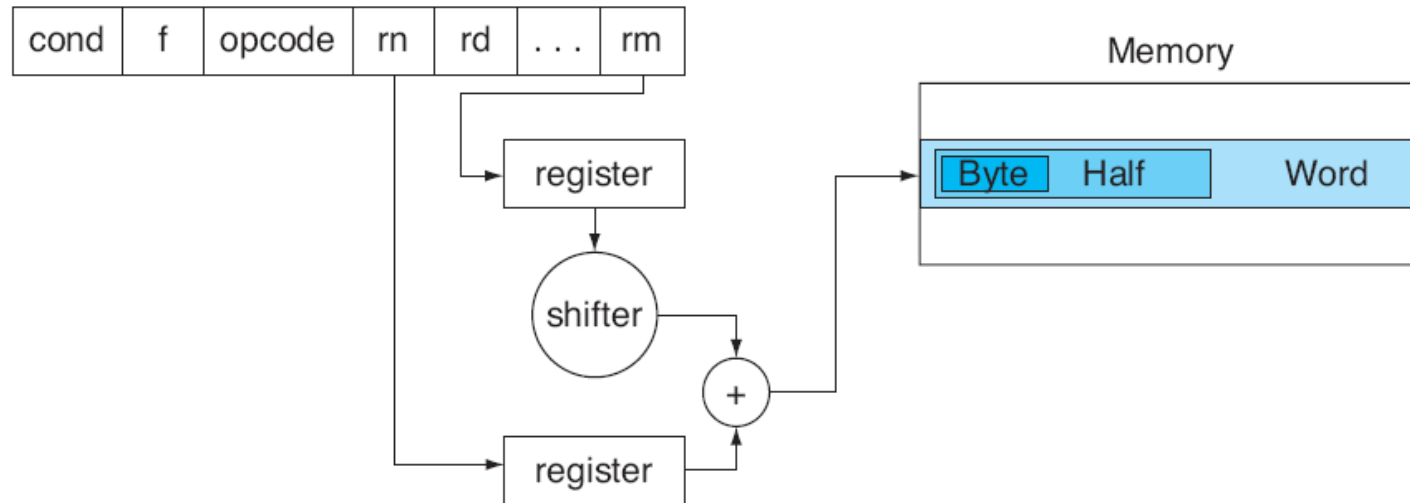 cond f opcode rn rd . . . rm
Memory
register
Byte Half Word
shifter
+
register